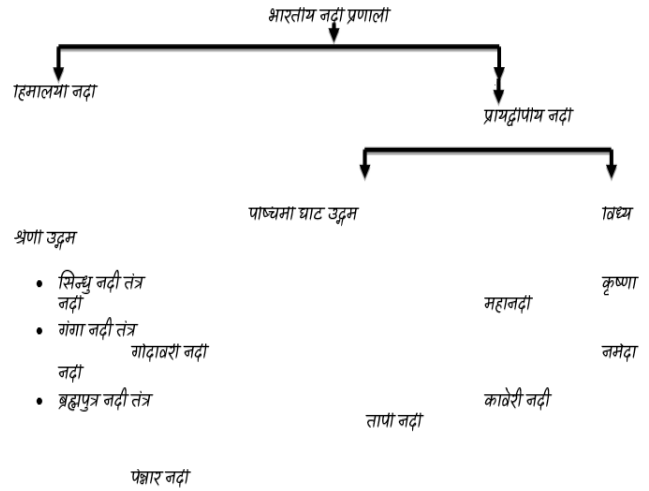 भारतीय नदी प्रणाली
हिमालयी नदी
प्रायद्वीपीय नदी
पश्चिमी घाट उद्गम विंध्य
श्रेणी उद्गम
• सिन्धु नदी तंत्र कृष्णा
नदी महानदी
• गंगा नदी तंत्र
गोदावरी नदी नर्मदा
नदी
• ब्रह्मपुत्र नदी तंत्र कावेरी नदी
तापी नदी
पेन्नार नदी